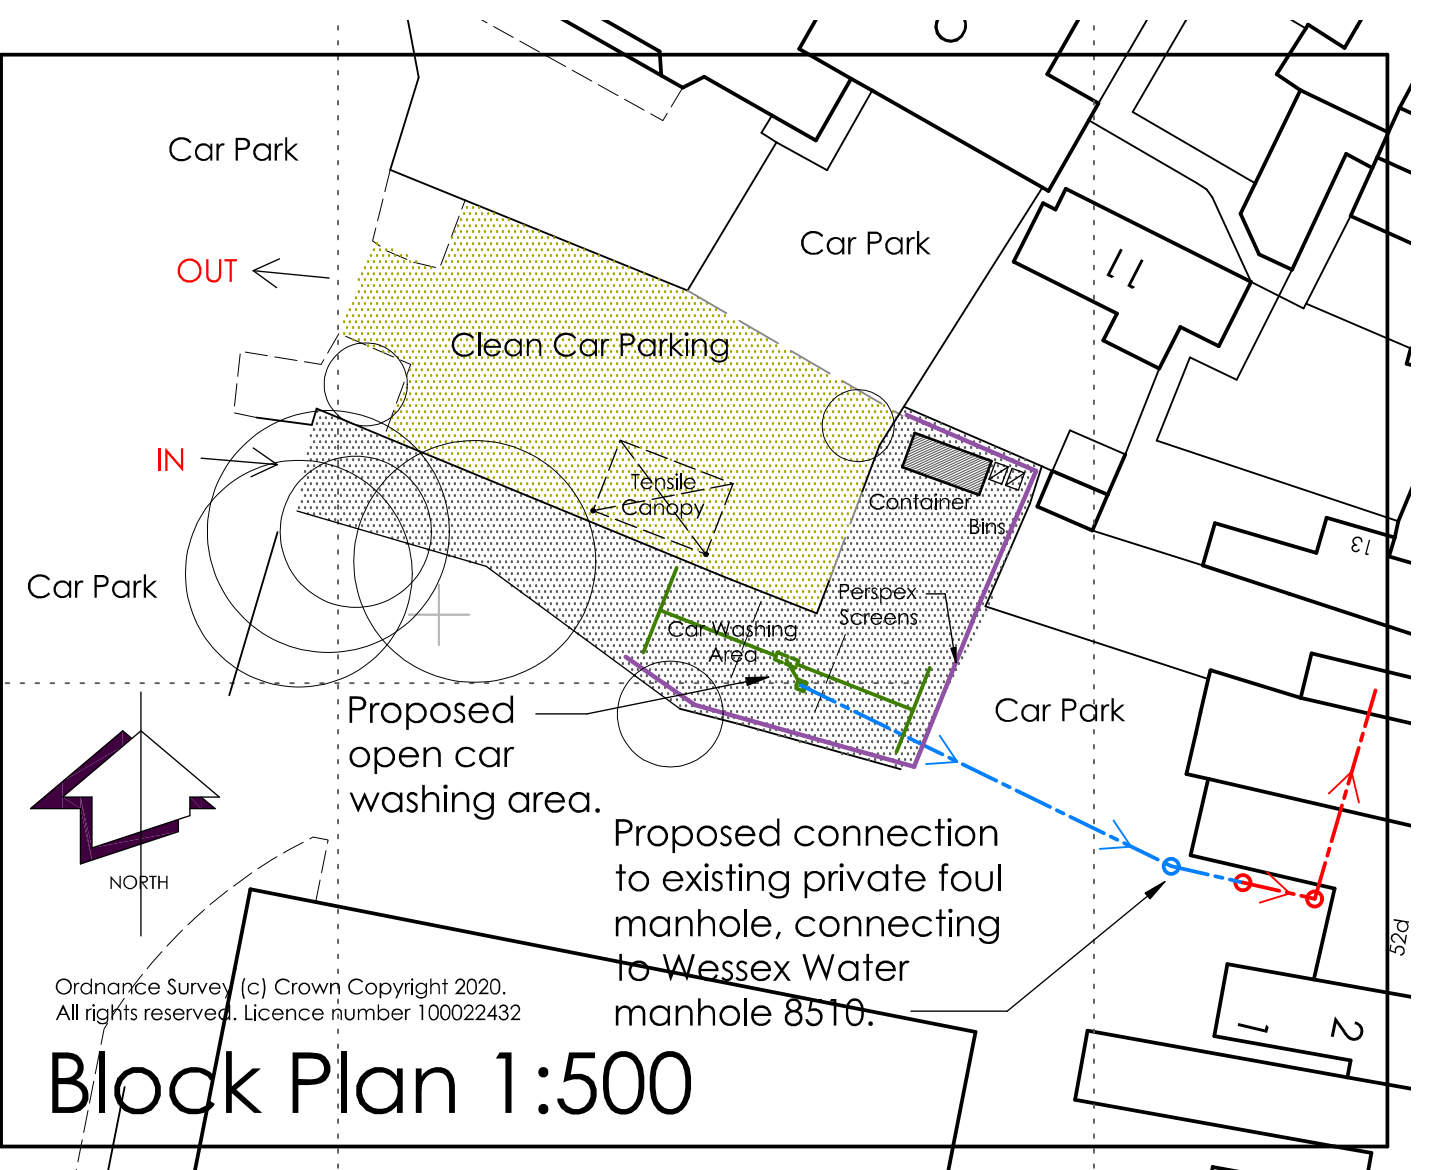 Car Park
Car Park
OUT
Clean Car Parking
11
IN
Tensile
Canopy
Container
Bins
13
Car Park
Perspex
Screens
Car Washing
Area
Proposed
open car
washing area.
Car Park
NORTH
Proposed connection
to existing private foul
manhole, connecting
to Wessex Water
manhole 8510.
52d
1
2
Ordnance Survey (c) Crown Copyright 2020.
All rights reserved. Licence number 100022432
Block Plan 1:500